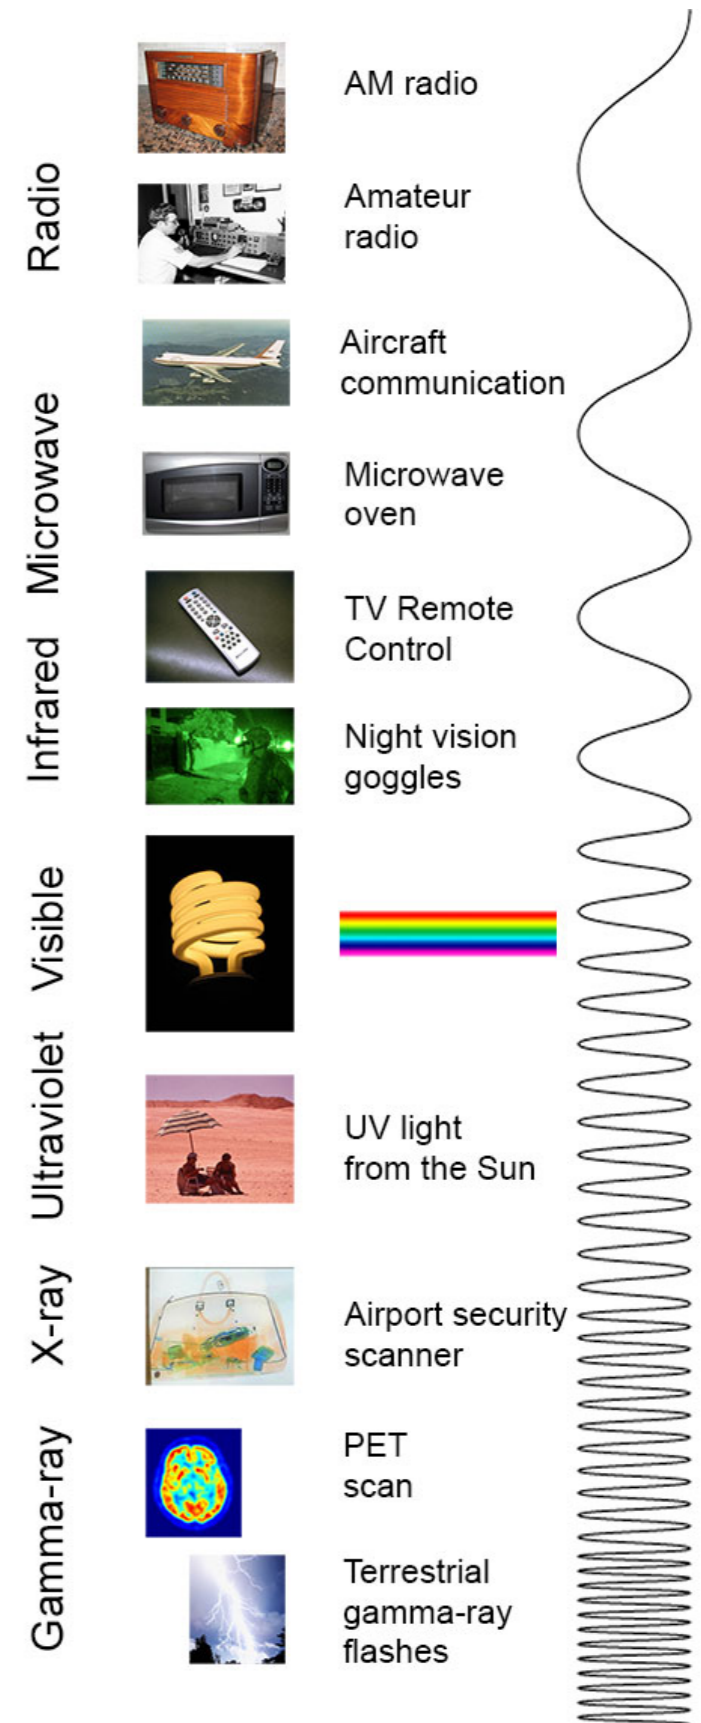 Radio
AM radio
Amateur
radio
Aircraft
communication
Microwave
Microwave
oven
Infrared
TV Remote
Control
Night vision
goggles
Visible
Ultraviolet
UV light
from the Sun
X-ray
Airport security
scanner
Gamma-ray
PET
scan
Terrestrial
gamma-ray
flashes